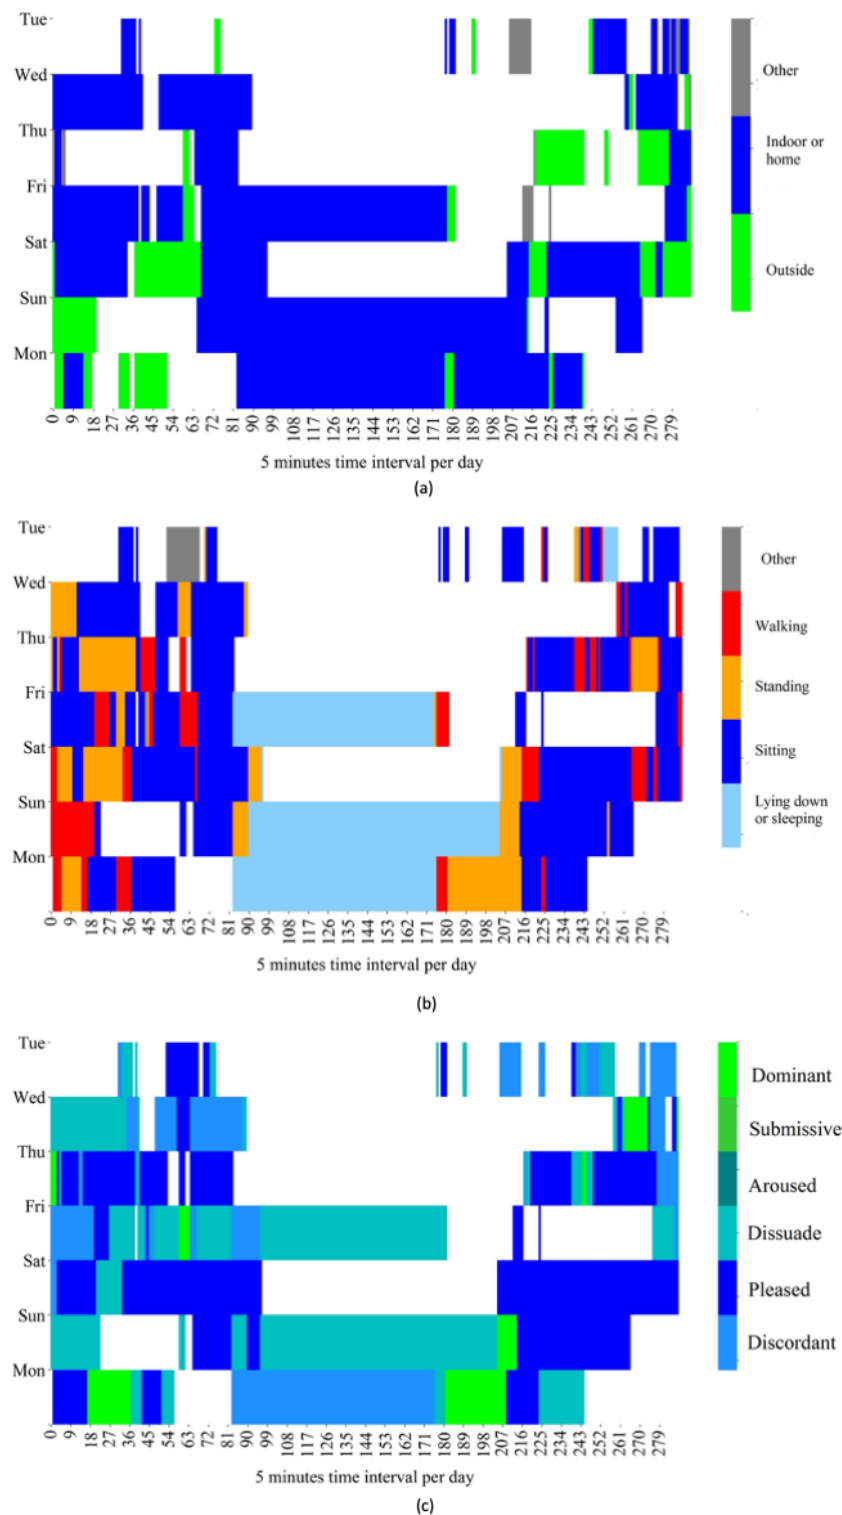 Tue
Wed
Thu
Fri
Sat
Sun
Mon
0 9 18 27 36 45 54 63 72 81 90 99 108 117 126 135 144 153 162 171 180 189 198 207 216 225 234 243 252 261 270 279
5 minutes time interval per day
Other
Indoor or
home
Outside
(a)
Tue
Wed
Thu
Fri
Sat
Sun
Mon
0 9 18 27 36 45 54 63 72 81 90 99 108 117 126 135 144 153 162 171 180 189 198 207 216 225 234 243 252 261 270 279
5 minutes time interval per day
Other
Walking
Standing
Sitting
Lying down
or sleeping
(b)
Tue
Wed
Thu
Fri
Sat
Sun
Mon
0 9 18 27 36 45 54 63 72 81 90 99 108 117 126 135 144 153 162 171 180 189 198 207 216 225 234 243 252 261 270 279
5 minutes time interval per day
Dominant
Submissive
Aroused
Dissuade
Pleased
Discordant
(c)